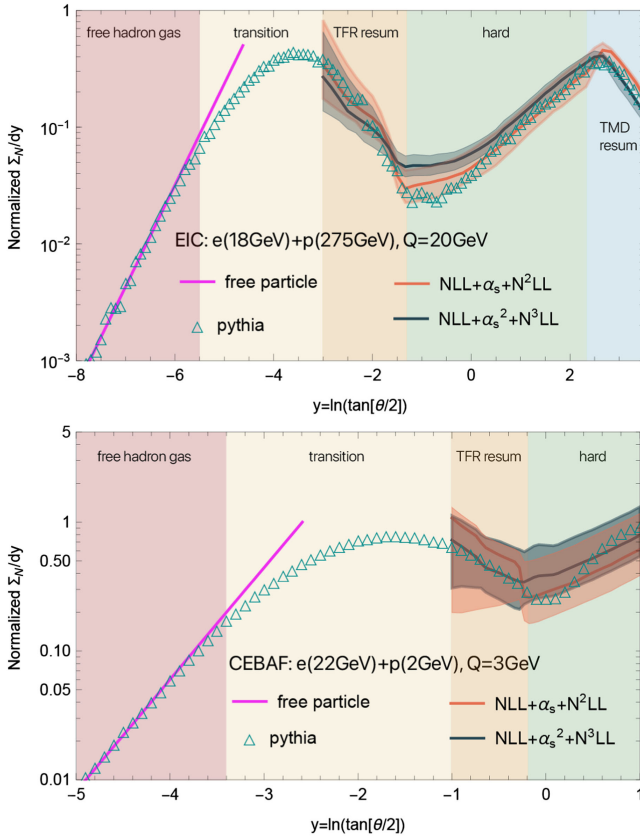 1
free hadron gas
transition
TFR resum
hard
10⁻¹
Normalized Σ_N/dy
TMD
resum
10⁻²
EIC: e(18GeV)+p(275GeV), Q=20GeV
free particle
NLL+α_s+N²LL
pythia
NLL+α_s²+N³LL
10⁻³
-8
-6
-4
-2
0
2
y=ln(tan[θ/2])
5
free hadron gas
transition
TFR resum
hard
1
0.50
Normalized Σ_N/dy
0.10
CEBAF: e(22GeV)+p(2GeV), Q=3GeV
0.05
free particle
NLL+α_s+N²LL
pythia
NLL+α_s²+N³LL
0.01
-5
-4
-3
-2
-1
0
1
y=ln(tan[θ/2])